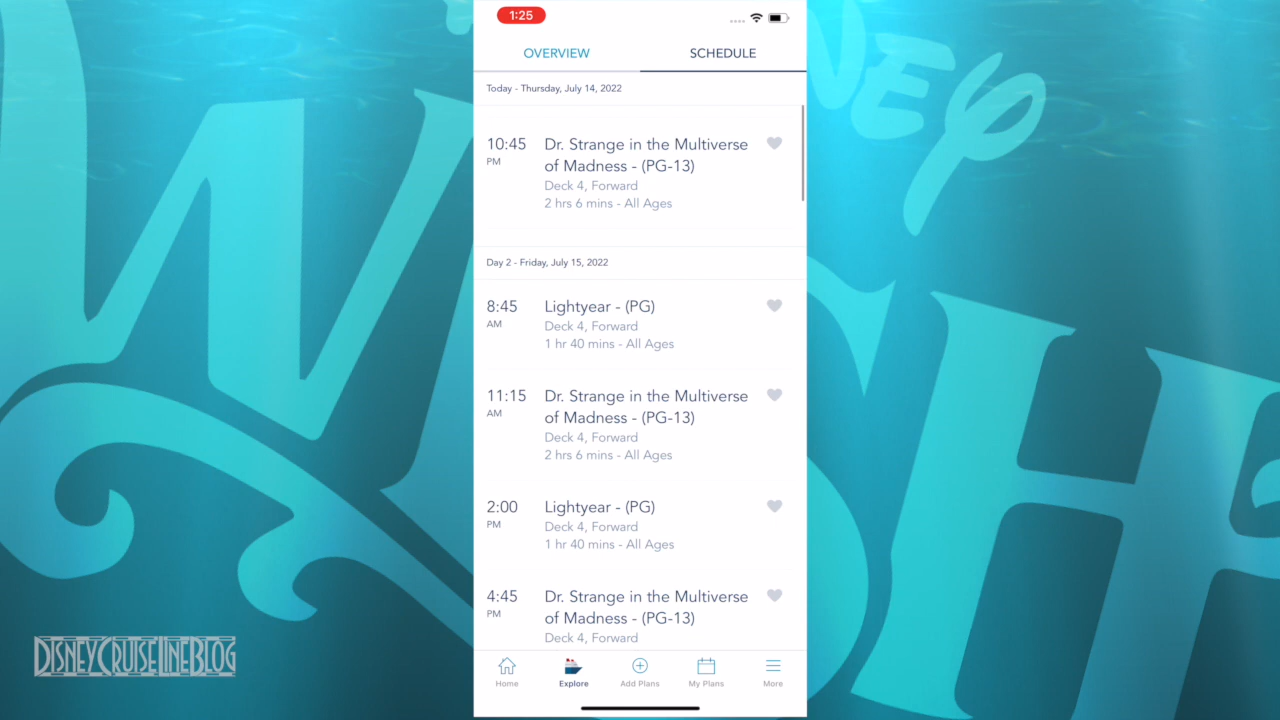 1:25
OVERVIEW
SCHEDULE
Today - Thursday, July 14, 2022
10:45
PM
Dr. Strange in the Multiverse
of Madness - (PG-13)
Deck 4, Forward
2 hrs 6 mins - All Ages
Day 2 - Friday, July 15, 2022
8:45
AM
Lightyear - (PG)
Deck 4, Forward
1 hr 40 mins - All Ages
11:15
AM
Dr. Strange in the Multiverse
of Madness - (PG-13)
Deck 4, Forward
2 hrs 6 mins - All Ages
2:00
PM
Lightyear - (PG)
Deck 4, Forward
1 hr 40 mins - All Ages
4:45
PM
Dr. Strange in the Multiverse
of Madness - (PG-13)
Deck 4, Forward
Home
Explore
Add Plans
My Plans
More
DISNEY CRUISE LINE BLOG